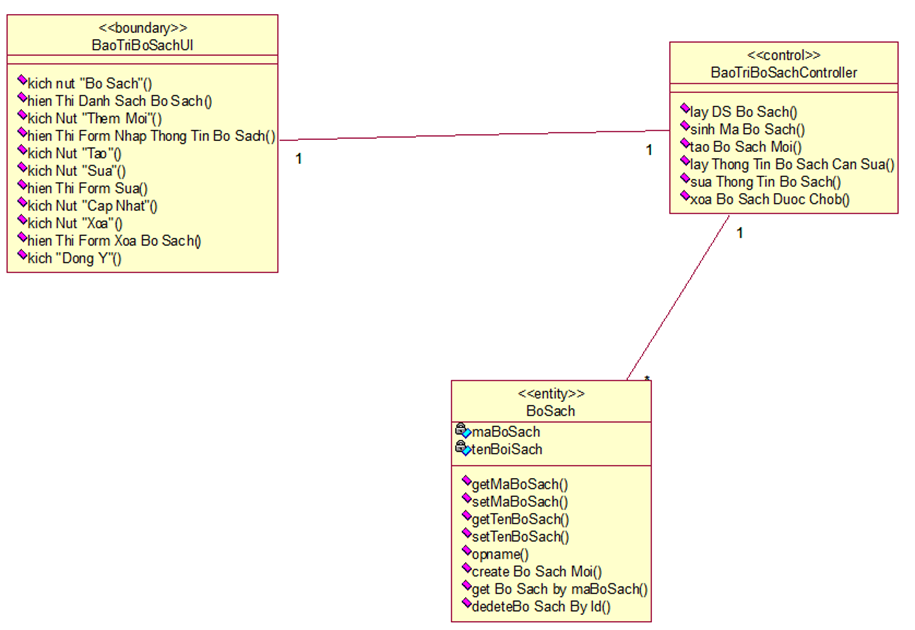 <<boundary>>
BaoTriBoSachUI
kich nut "Bo Sach"()
hien Thi Danh Sach Bo Sach()
kich Nut "Them Moi"()
hien Thi Form Nhap Thong Tin Bo Sach()
kich Nut "Tao"()
kich Nut "Sua"()
hien Thi Form Sua()
kich Nut "Cap Nhat"()
kich Nut "Xoa"()
hien Thi Form Xoa Bo Sach()
kich "Dong Y"()
1
1
<<control>>
BaoTriBoSachController
lay DS Bo Sach()
sinh Ma Bo Sach()
tao Bo Sach Moi()
lay Thong Tin Bo Sach Can Sua()
sua Thong Tin Bo Sach()
xoa Bo Sach Duoc Chob()
1
*
<<entity>>
BoSach
maBoSach
tenBoiSach
getMaBoSach()
setMaBoSach()
getTenBoSach()
setTenBoSach()
opname()
create Bo Sach Moi()
get Bo Sach by maBoSach()
dedeteBo Sach By Id()